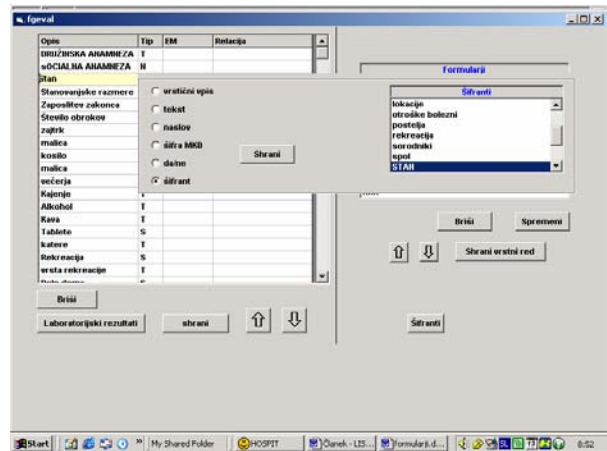 fgeval
Opis Tip EM Relacija
DRUŽINSKA ANAMNEZA T
sOCIALNA ANAMNEZA N
Stan
Stanovanjske razmere
Zaposlitev zakonca
Število obrokov
zajtrk
malica
kosilo
malica
večerja
Kajenje T
Alkohol T
Kava T
Tablete S
katere T
Rekreacija S
vrsta rekreacije T
vrstični vpis
tekst
naslov
šifra MKB
da/ne
šifrant
Shrani
Formularji
Šifranti
lokacije
otroške bolezni
postelja
rekreacija
sorodniki
spol
STAN
Briši Spremeni
Shrani vrstni red
Briši
Laboratorijski rezultati shrani
Šifranti
Start My Shared Folder HOSPIT Članek - LIS... formularji.d... 8:52